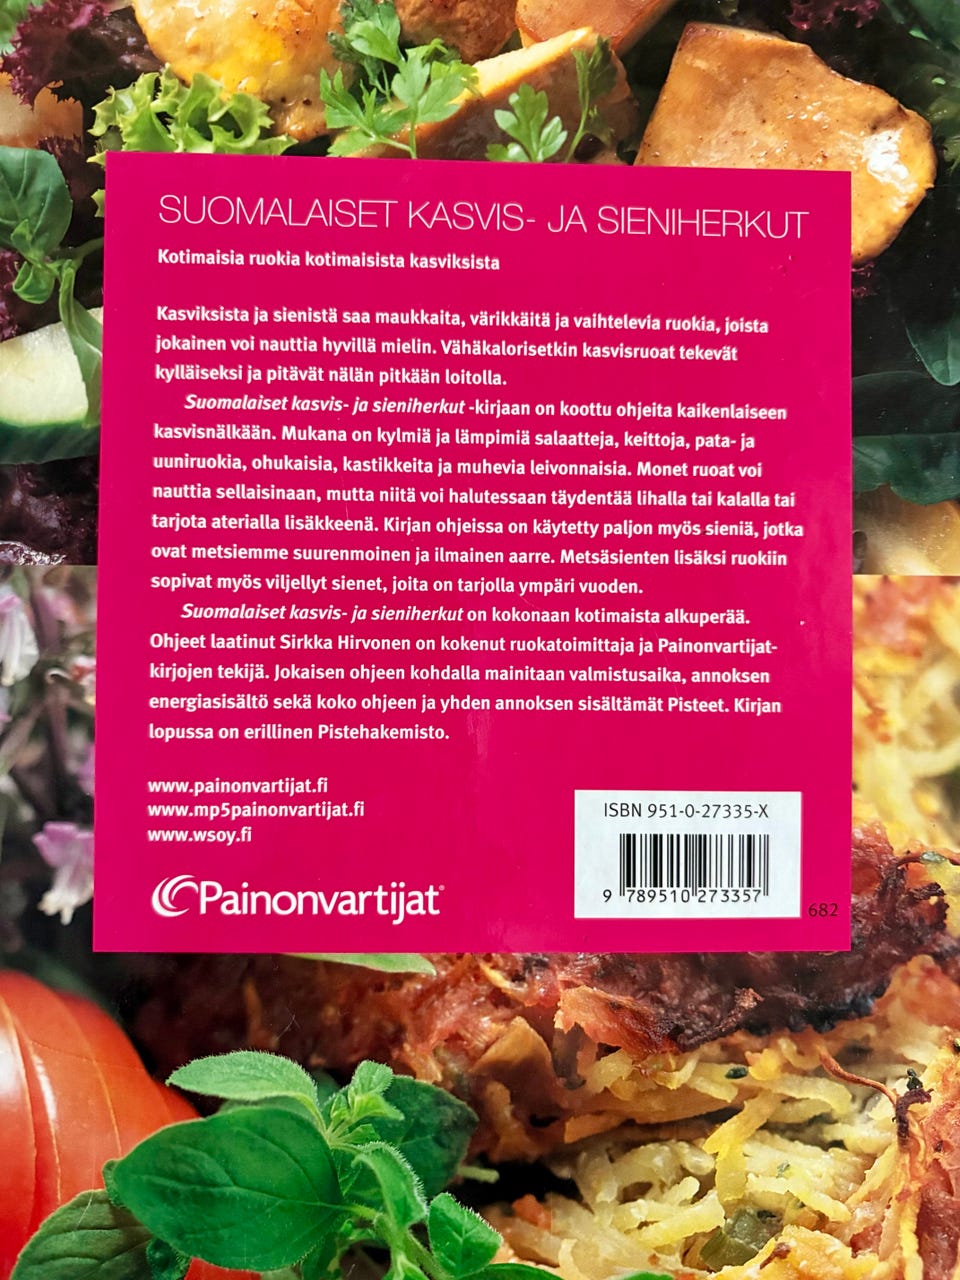 SUOMALAISET KASVIS- JA SIENIHERKUT
Kotimaisia ruokia kotimaisista kasviksista
Kasviksista ja sienistä saa maukkaita, värikkäitä ja vaihtelevia ruokia, joista
jokainen voi nauttia hyvillä mielin. Vähäkalorisetkin kasvisruoat tekevät
kylläiseksi ja pitävät nälän pitkään loitolla.
Suomalaiset kasvis- ja sieniherkut -kirjaan on koottu ohjeita kaikenlaiseen
kasvisnälkään. Mukana on kylmiä ja lämpimiä salaatteja, keittoja, pata- ja
uuniruokia, ohukaisia, kastikkeita ja muhevia leivonnaisia. Monet ruoat voi
nauttia sellaisinaan, mutta niitä voi halutessaan täydentää lihalla tai kalalla tai
tarjota aterialla lisäkkeenä. Kirjan ohjeissa on käytetty paljon myös sieniä, jotka
ovat metsiemme suurenmoinen ja ilmainen aarre. Metsäsienten lisäksi ruokiin
sopivat myös viljellyt sienet, joita on tarjolla ympäri vuoden.
Suomalaiset kasvis- ja sieniherkut on kokonaan kotimaista alkuperää.
Ohjeet laatinut Sirkka Hirvonen on kokenut ruokatoimittaja ja Painonvartijat-
kirjojen tekijä. Jokaisen ohjeen kohdalla mainitaan valmistusaika, annoksen
energiasisältö sekä koko ohjeen ja yhden annoksen sisältämät Pisteet. Kirjan
lopussa on erillinen Pistehakemisto.
www.painonvartijat.fi
www.mp5painonvartijat.fi
www.wsoy.fi
Painonvartijat®
ISBN 951-0-27335-X
9 789510 273357
682